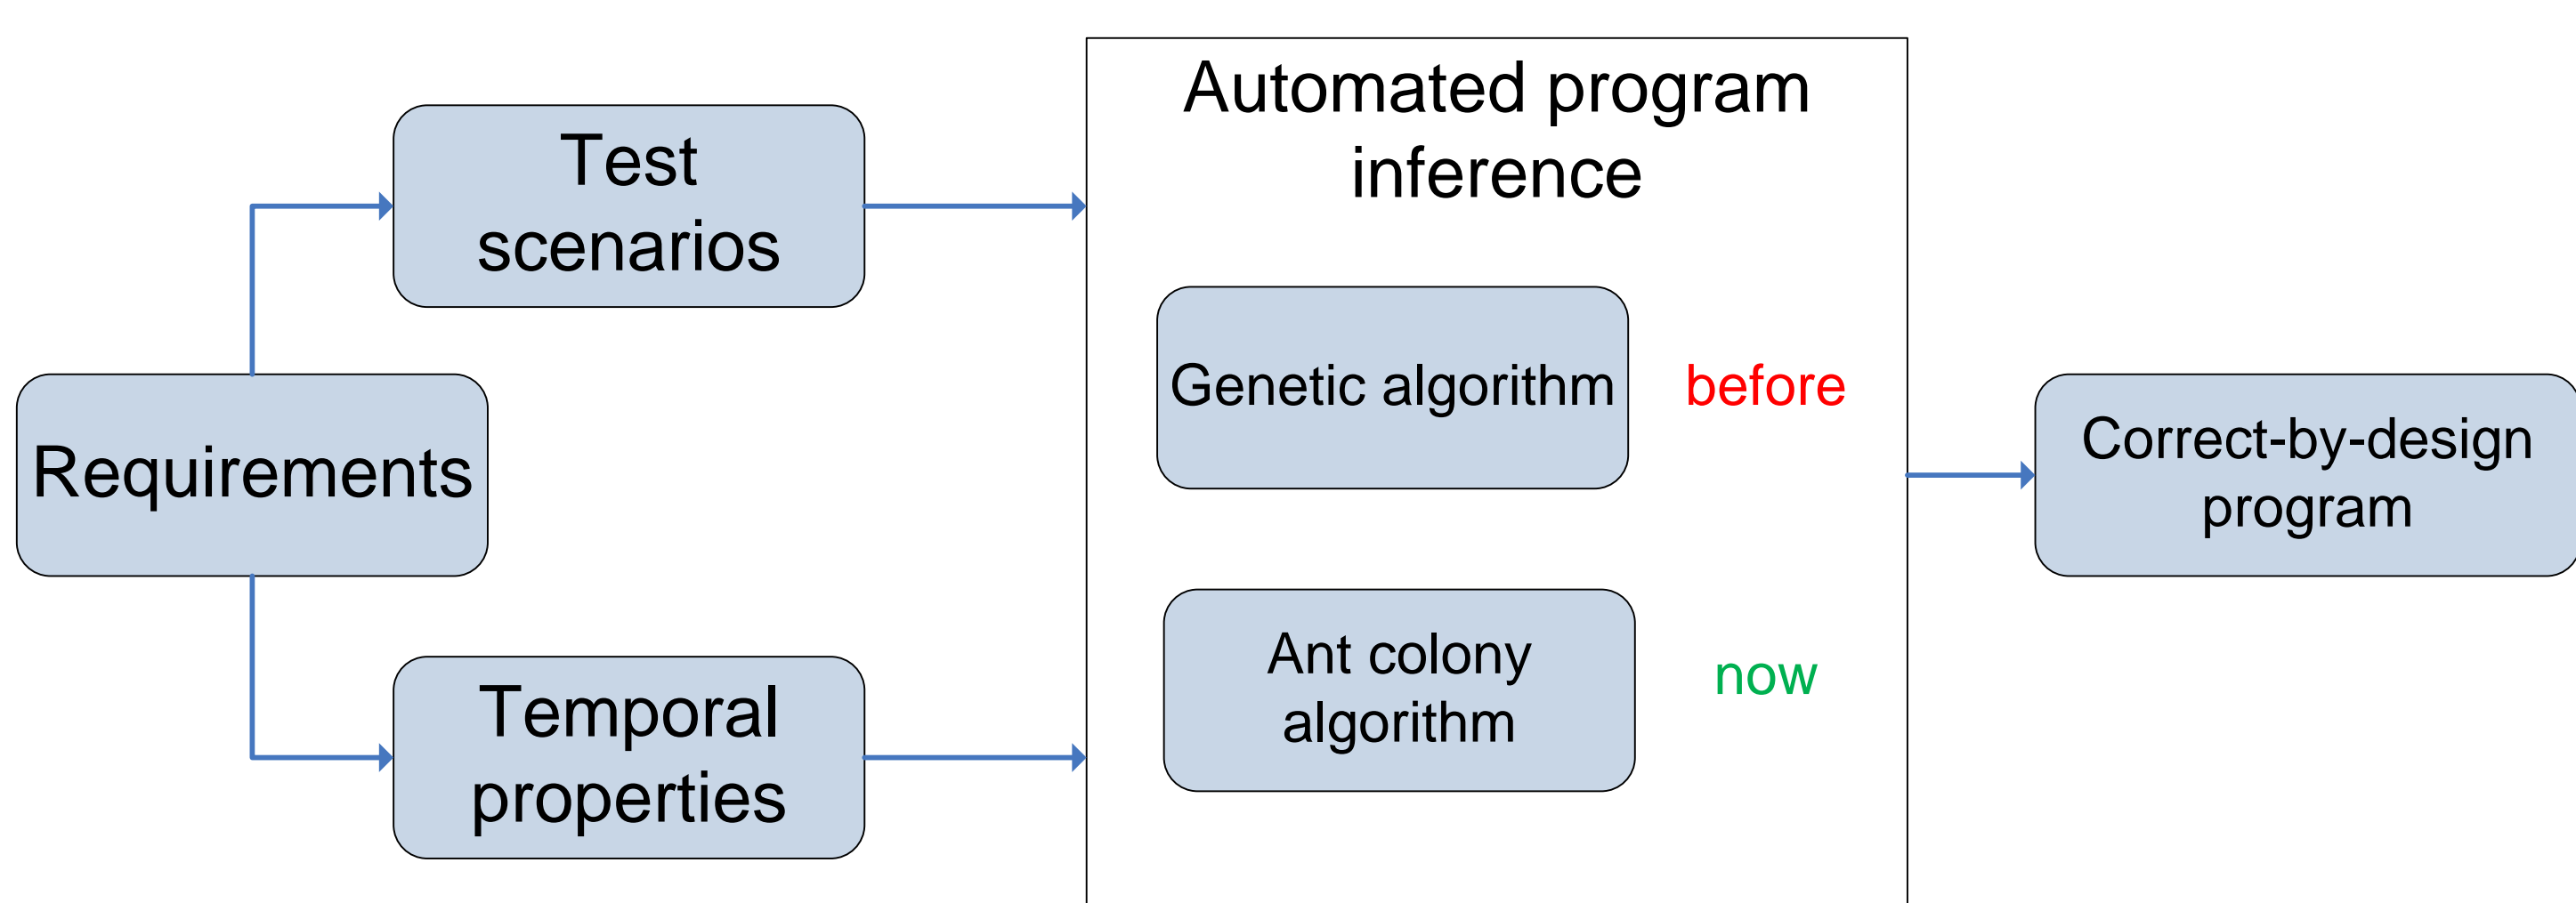 Automated program
inference
Test
scenarios
Genetic algorithm
before
Requirements
Correct-by-design
program
Ant colony
algorithm
now
Temporal
properties